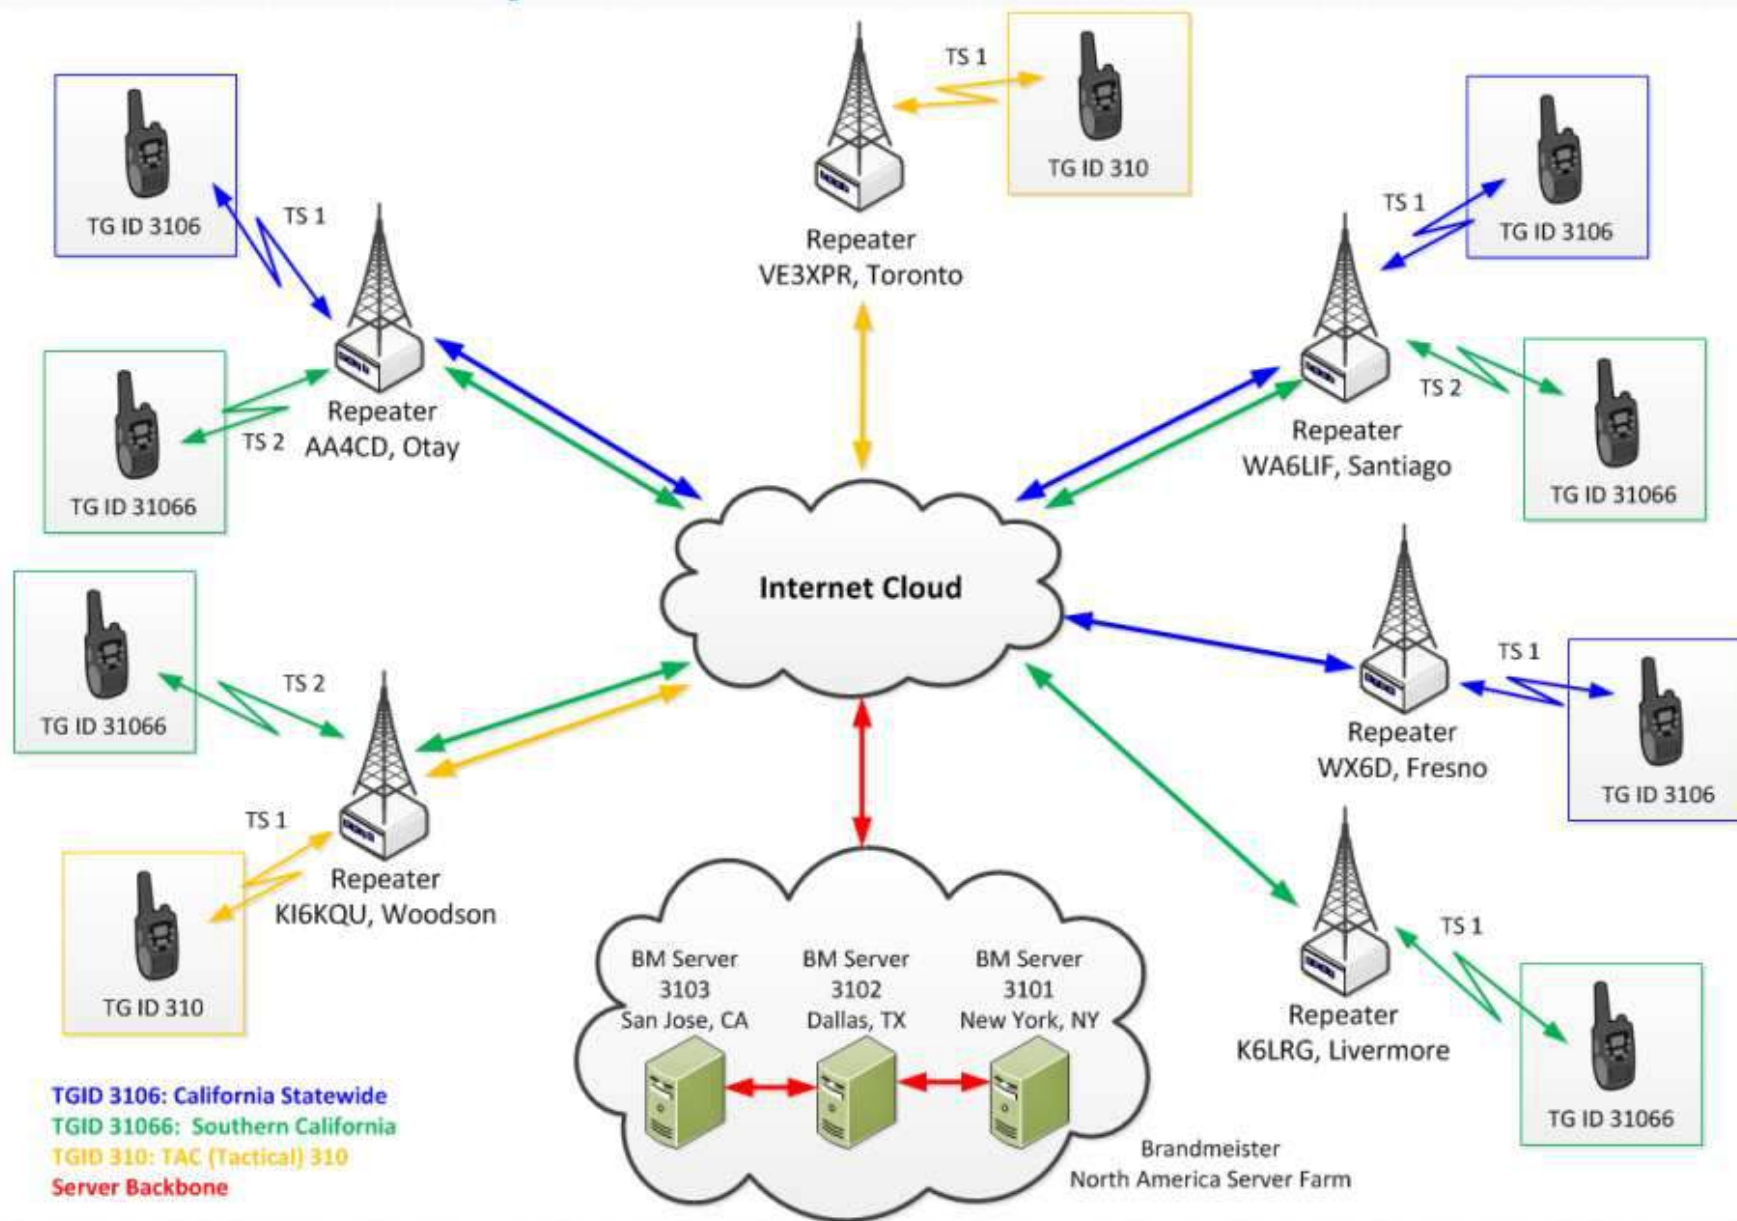 TS 1
TG ID 310
Repeater
VE3XPR, Toronto
TG ID 3106
TS 1
TG ID 31066
TS 2
Repeater
AA4CD, Otay
TS 1
TG ID 3106
TS 2
TG ID 31066
Repeater
WA6LIF, Santiago
Internet Cloud
TG ID 31066
TS 2
TS 1
TG ID 310
Repeater
KI6KQU, Woodson
TS 1
TG ID 3106
Repeater
WX6D, Fresno
TS 1
TG ID 31066
Repeater
K6LRG, Livermore
BM Server
3103
San Jose, CA
BM Server
3102
Dallas, TX
BM Server
3101
New York, NY
Brandmeister
North America Server Farm
TGID 3106: California Statewide
TGID 31066: Southern California
TGID 310: TAC (Tactical) 310
Server Backbone